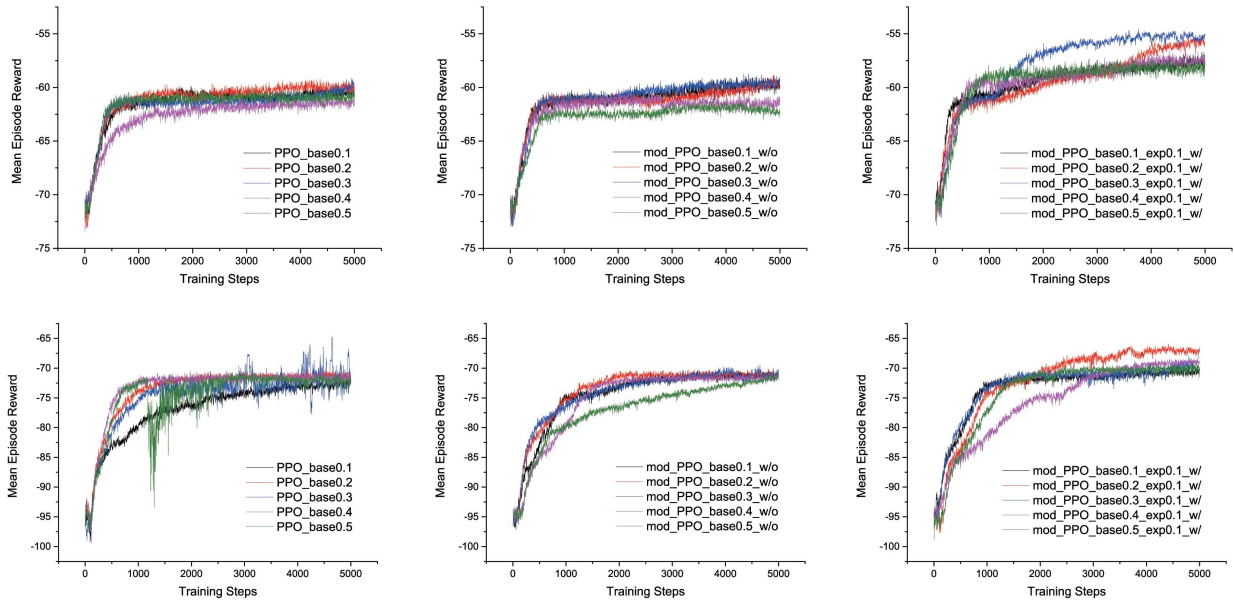 -55
-60
-65
-70
-75
Mean Episode Reward
PPO_base0.1
PPO_base0.2
PPO_base0.3
PPO_base0.4
PPO_base0.5
0 1000 2000 3000 4000 5000
Training Steps
-55
-60
-65
-70
-75
Mean Episode Reward
mod_PPO_base0.1_w/o
mod_PPO_base0.2_w/o
mod_PPO_base0.3_w/o
mod_PPO_base0.4_w/o
mod_PPO_base0.5_w/o
0 1000 2000 3000 4000 5000
Training Steps
-55
-60
-65
-70
-75
Mean Episode Reward
mod_PPO_base0.1_exp0.1_w/
mod_PPO_base0.2_exp0.1_w/
mod_PPO_base0.3_exp0.1_w/
mod_PPO_base0.4_exp0.1_w/
mod_PPO_base0.5_exp0.1_w/
0 1000 2000 3000 4000 5000
Training Steps
-65
-70
-75
-80
-85
-90
-95
-100
Mean Episode Reward
PPO_base0.1
PPO_base0.2
PPO_base0.3
PPO_base0.4
PPO_base0.5
0 1000 2000 3000 4000 5000
Training Steps
-65
-70
-75
-80
-85
-90
-95
-100
Mean Episode Reward
mod_PPO_base0.1_w/o
mod_PPO_base0.2_w/o
mod_PPO_base0.3_w/o
mod_PPO_base0.4_w/o
mod_PPO_base0.5_w/o
0 1000 2000 3000 4000 5000
Training Steps
-65
-70
-75
-80
-85
-90
-95
-100
Mean Episode Reward
mod_PPO_base0.1_exp0.1_w/
mod_PPO_base0.2_exp0.1_w/
mod_PPO_base0.3_exp0.1_w/
mod_PPO_base0.4_exp0.1_w/
mod_PPO_base0.5_exp0.1_w/
0 1000 2000 3000 4000 5000
Training Steps